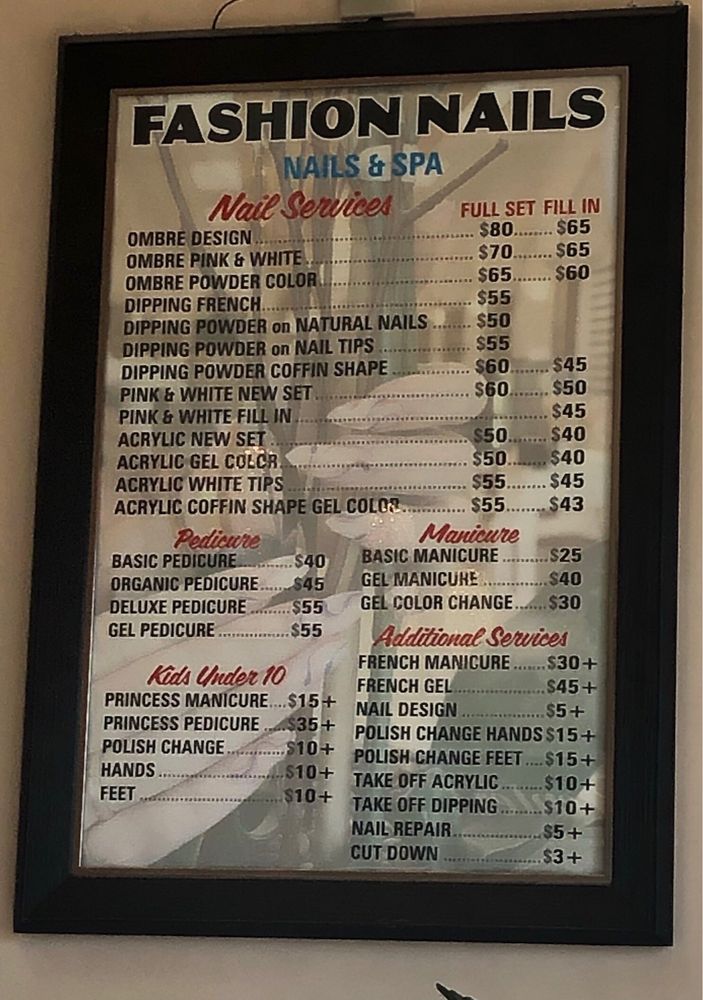 FASHION NAILS
NAILS & SPA
Nail Services FULL SET FILL IN
OMBRE DESIGN $80 $65
OMBRE PINK & WHITE $70 $65
OMBRE POWDER COLOR $65 $60
DIPPING FRENCH $55
DIPPING POWDER on NATURAL NAILS $50
DIPPING POWDER on NAIL TIPS $55
DIPPING POWDER COFFIN SHAPE $60 $45
PINK & WHITE NEW SET $60 $50
PINK & WHITE FILL IN $45
ACRYLIC NEW SET $50 $40
ACRYLIC GEL COLOR $50 $40
ACRYLIC WHITE TIPS $55 $45
ACRYLIC COFFIN SHAPE GEL COLOR $55 $43
Pedicure
BASIC PEDICURE $40
ORGANIC PEDICURE $45
DELUXE PEDICURE $55
GEL PEDICURE $55
Kids Under 10
PRINCESS MANICURE $15+
PRINCESS PEDICURE $35+
POLISH CHANGE $10+
HANDS $10+
FEET $10+
Manicure
BASIC MANICURE $25
GEL MANICURE $40
GEL COLOR CHANGE $30
Additional Services
FRENCH MANICURE $30+
FRENCH GEL $45+
NAIL DESIGN $5+
POLISH CHANGE HANDS $15+
POLISH CHANGE FEET $15+
TAKE OFF ACRYLIC $10+
TAKE OFF DIPPING $10+
NAIL REPAIR $5+
CUT DOWN $3+